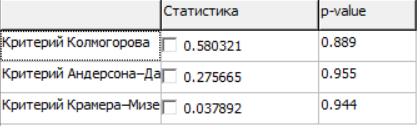 Статистика p-value
Критерий Колмогорова 0.580321 0.889
Критерий Андерсона–Да 0.275665 0.955
Критерий Крамера–Мизе 0.037892 0.944